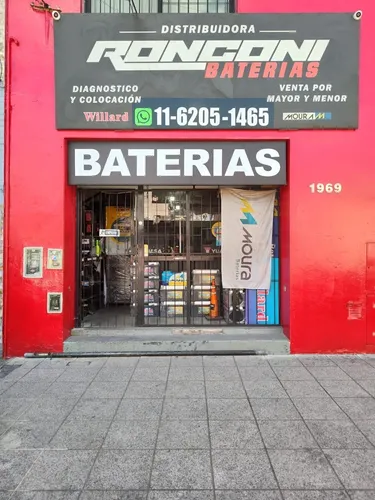 DISTRIBUIDORA
RONCONI
BATERIAS
DIAGNOSTICO
Y COLOCACIÓN
VENTA POR
MAYOR Y MENOR
Willard
11-6205-1465
MOURA
BATERIAS
1969
moura